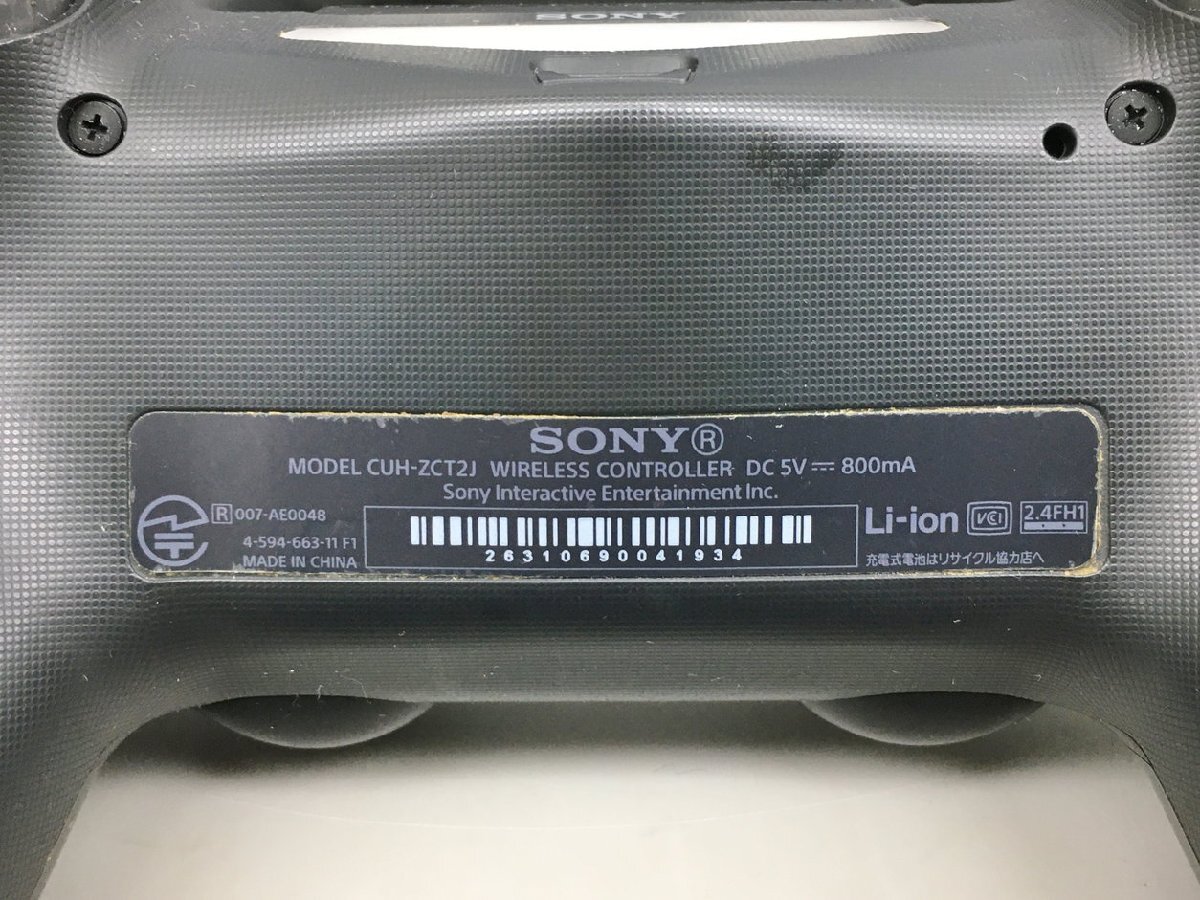 SONY
SONY®
MODEL CUH-ZCT2J WIRELESS CONTROLLER DC 5V ⎓ 800mA
Sony Interactive Entertainment Inc.
R 007-AE0048
4-594-663-11 F1
MADE IN CHINA
26310690041934
Li-ion VCI 2.4FH1
充電式電池はリサイクル協力店へ